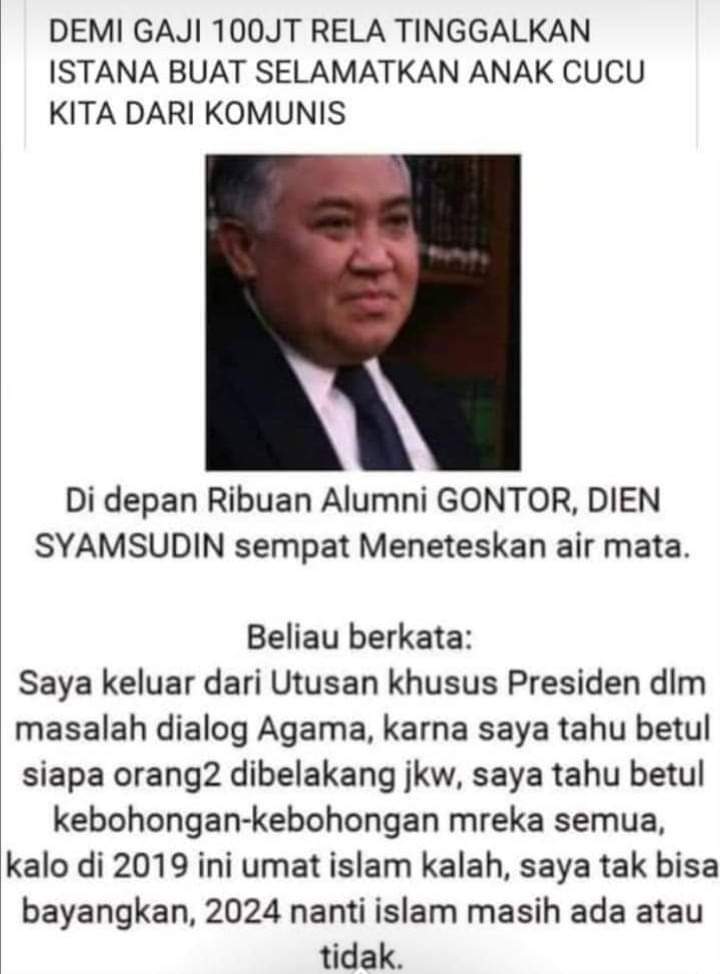 DEMI GAJI 100JT RELA TINGGALKAN
ISTANA BUAT SELAMATKAN ANAK CUCU
KITA DARI KOMUNIS
Di depan Ribuan Alumni GONTOR, DIEN
SYAMSUDIN sempat Meneteskan air mata.
Beliau berkata:
Saya keluar dari Utusan khusus Presiden dlm
masalah dialog Agama, karna saya tahu betul
siapa orang2 dibelakang jkw, saya tahu betul
kebohongan-kebohongan mreka semua,
kalo di 2019 ini umat islam kalah, saya tak bisa
bayangkan, 2024 nanti islam masih ada atau
tidak.